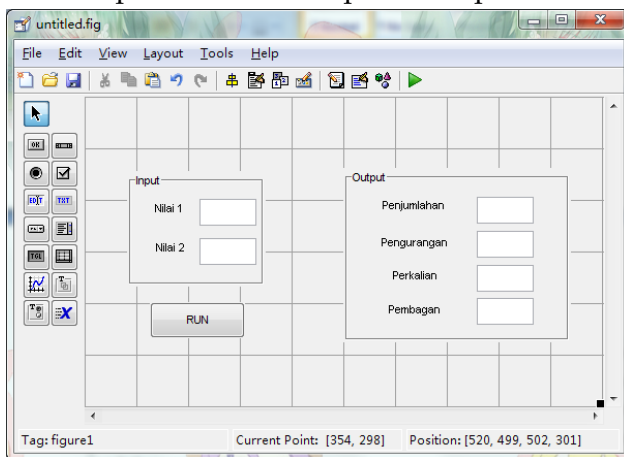 untitled.fig
File Edit View Layout Tools Help
OK
EDIT TXT
TGL
Input
Nilai 1
Nilai 2
RUN
Output
Penjumlahan
Pengurangan
Perkalian
Pembagan
Tag: figure1 Current Point: [354, 298] Position: [520, 499, 502, 301]